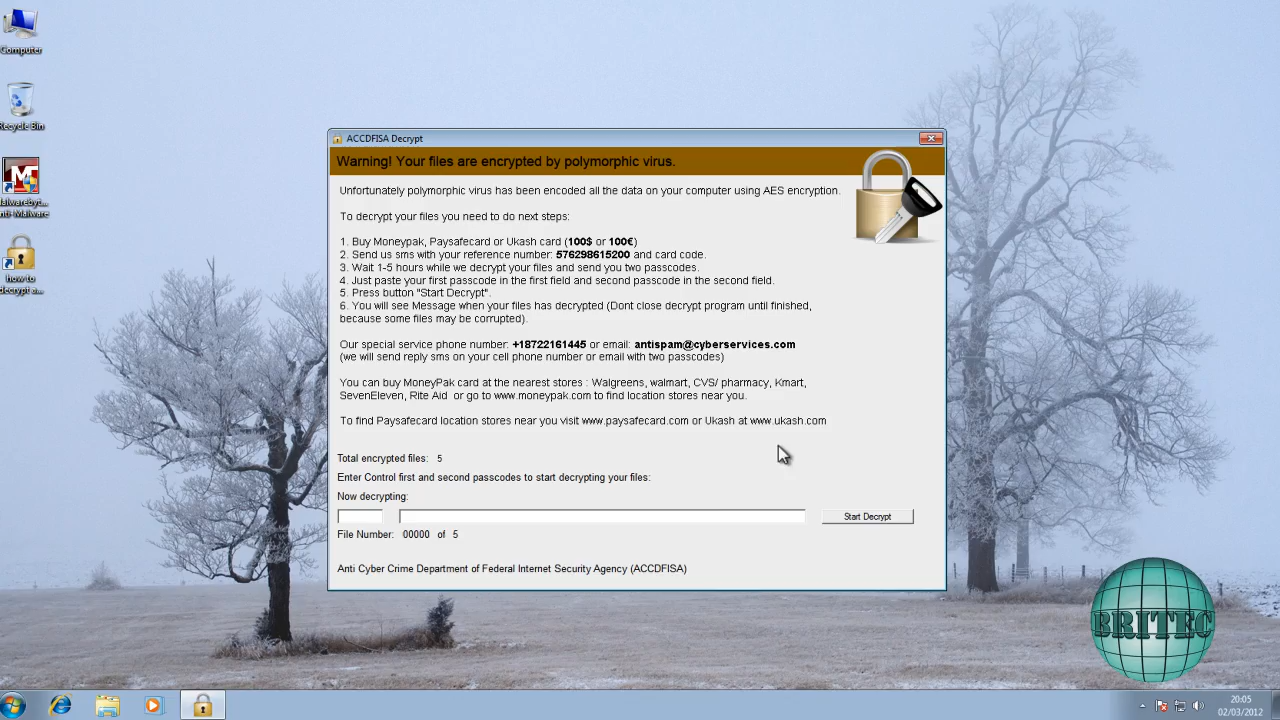 Computer
Recycle Bin
Malwarebyt...
Anti-Malware
how to
decrypt e...
ACCDFISA Decrypt
Warning! Your files are encrypted by polymorphic virus.
Unfortunately polymorphic virus has been encoded all the data on your computer using AES encryption.
To decrypt your files you need to do next steps:
1. Buy Moneypak, Paysafecard or Ukash card (100$ or 100€)
2. Send us sms with your reference number: 576298615200 and card code.
3. Wait 1-5 hours while we decrypt your files and send you two passcodes.
4. Just paste your first passcode in the first field and second passcode in the second field.
5. Press button "Start Decrypt".
6. You will see Message when your files has decrypted (Dont close decrypt program until finished,
because some files may be corrupted).
Our special service phone number: +18722161445 or email: antispam@cyberservices.com
(we will send reply sms on your cell phone number or email with two passcodes)
You can buy MoneyPak card at the nearest stores : Walgreens, walmart, CVS/ pharmacy, Kmart,
SevenEleven, Rite Aid or go to www.moneypak.com to find location stores near you.
To find Paysafecard location stores near you visit www.paysafecard.com or Ukash at www.ukash.com
Total encrypted files: 5
Enter Control first and second passcodes to start decrypting your files:
Now decrypting:
Start Decrypt
File Number: 00000 of 5
Anti Cyber Crime Department of Federal Internet Security Agency (ACCDFISA)
BRITEC
20:05
02/03/2012